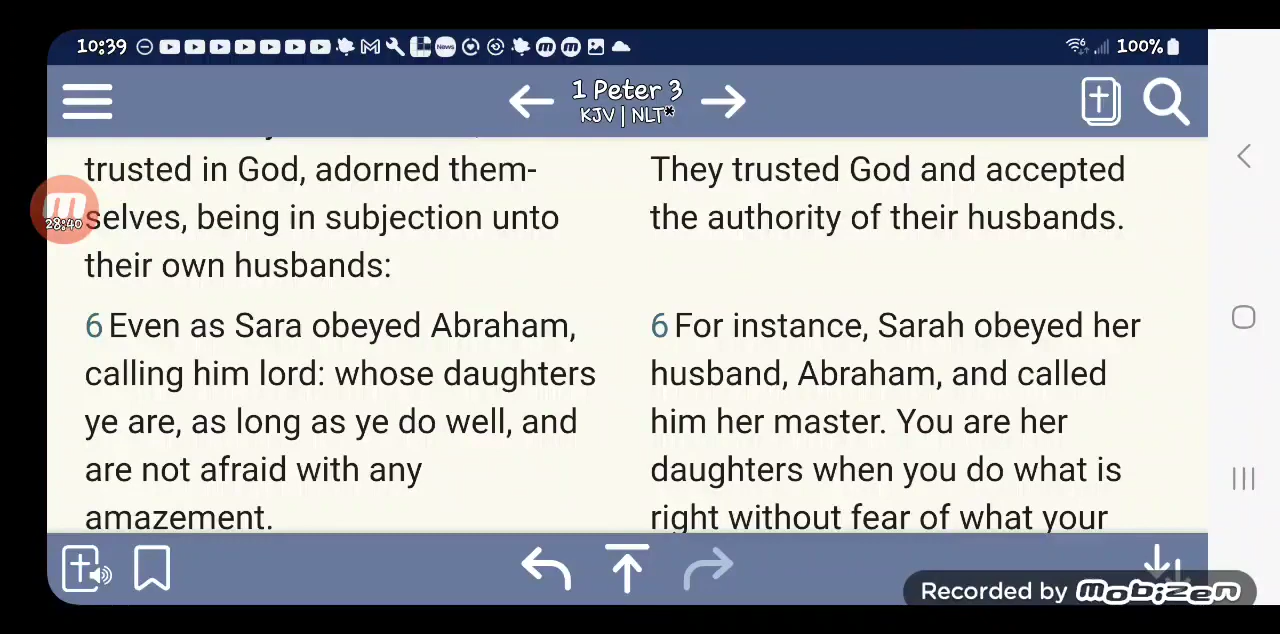 10:39
News
100%
1 Peter 3
KJV | NLT*
trusted in God, adorned them-
selves, being in subjection unto
their own husbands:
6 Even as Sara obeyed Abraham,
calling him lord: whose daughters
ye are, as long as ye do well, and
are not afraid with any
amazement.
They trusted God and accepted
the authority of their husbands.
6 For instance, Sarah obeyed her
husband, Abraham, and called
him her master. You are her
daughters when you do what is
right without fear of what your
28:40
Recorded by mobizen